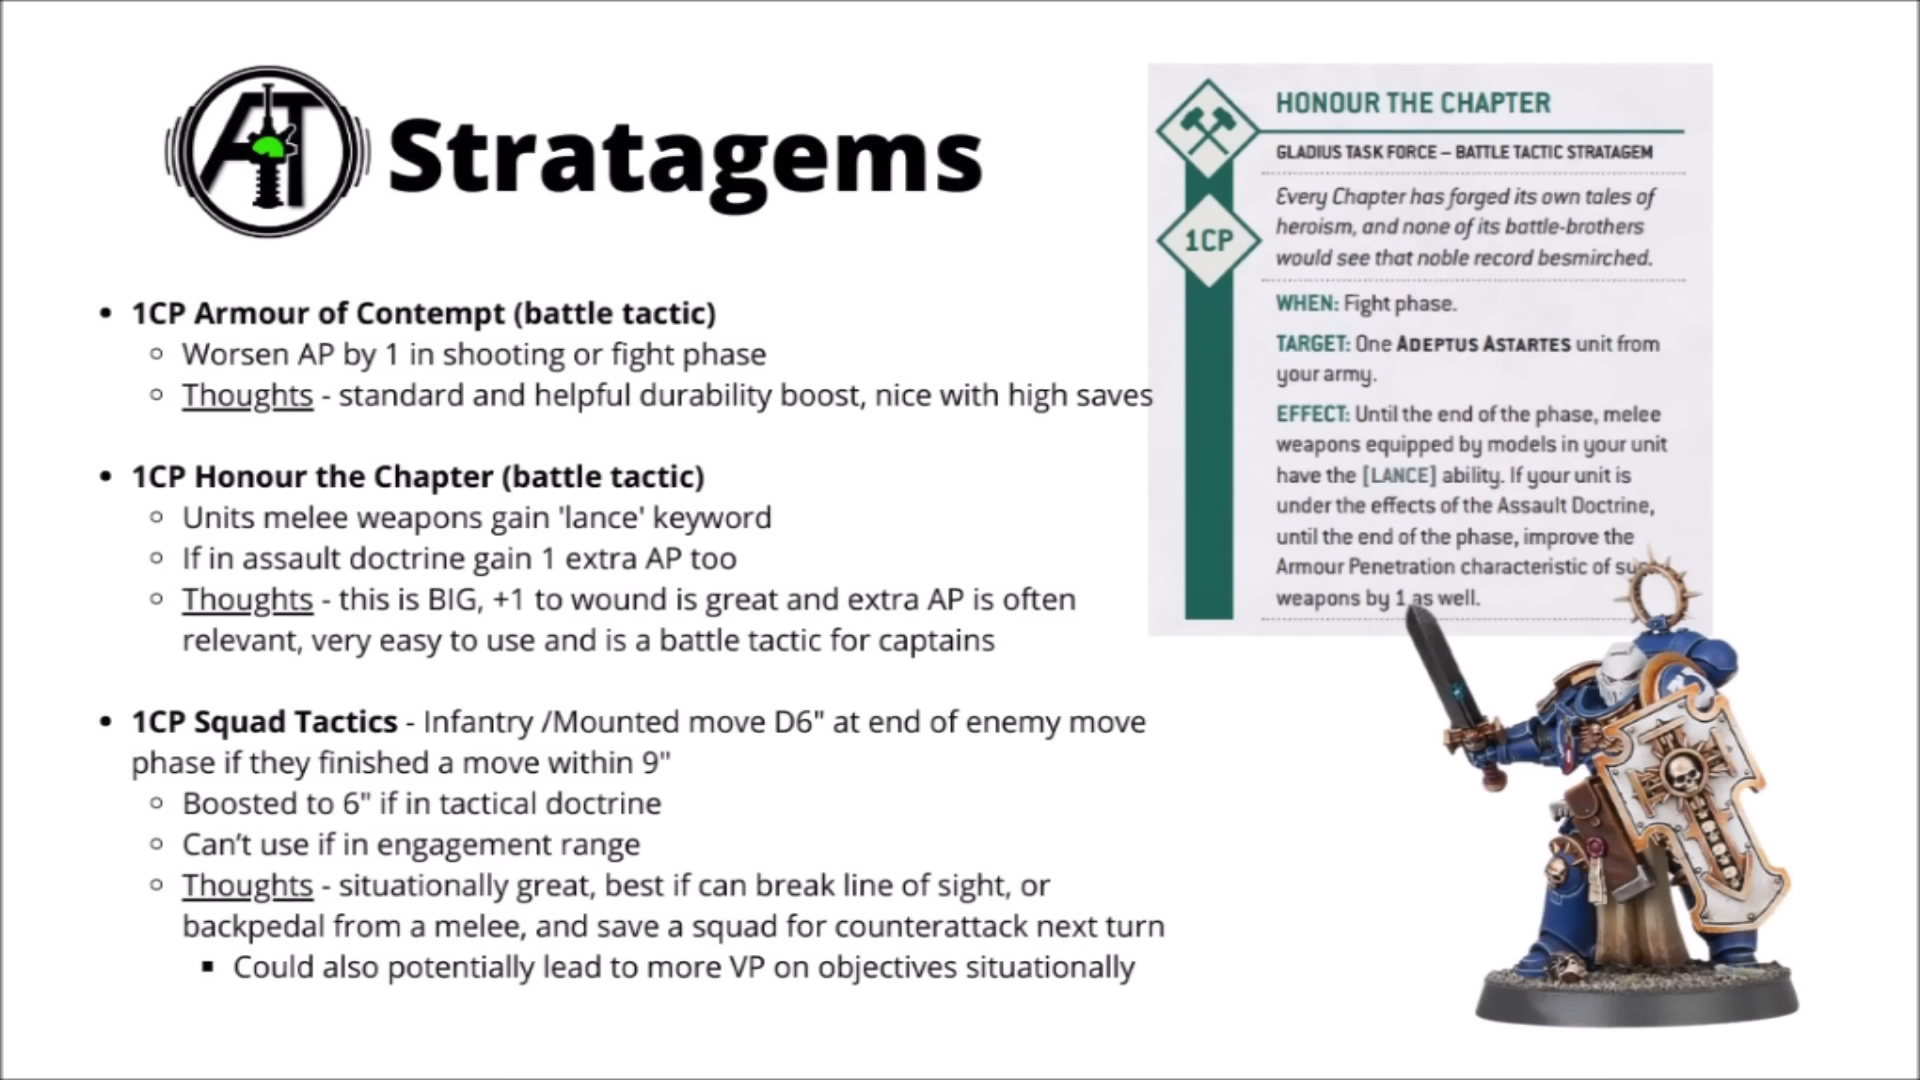 AT Stratagems
• 1CP Armour of Contempt (battle tactic)
◦ Worsen AP by 1 in shooting or fight phase
◦ Thoughts - standard and helpful durability boost, nice with high saves
• 1CP Honour the Chapter (battle tactic)
◦ Units melee weapons gain 'lance' keyword
◦ If in assault doctrine gain 1 extra AP too
◦ Thoughts - this is BIG, +1 to wound is great and extra AP is often
relevant, very easy to use and is a battle tactic for captains
• 1CP Squad Tactics - Infantry /Mounted move D6" at end of enemy move
phase if they finished a move within 9"
◦ Boosted to 6" if in tactical doctrine
◦ Can’t use if in engagement range
◦ Thoughts - situationally great, best if can break line of sight, or
backpedal from a melee, and save a squad for counterattack next turn
▪ Could also potentially lead to more VP on objectives situationally
HONOUR THE CHAPTER
GLADIUS TASK FORCE – BATTLE TACTIC STRATAGEM
1CP
Every Chapter has forged its own tales of
heroism, and none of its battle-brothers
would see that noble record besmirched.
WHEN: Fight phase.
TARGET: One ADEPTUS ASTARTES unit from
your army.
EFFECT: Until the end of the phase, melee
weapons equipped by models in your unit
have the [LANCE] ability. If your unit is
under the effects of the Assault Doctrine,
until the end of the phase, improve the
Armour Penetration characteristic of
weapons by 1 as well.